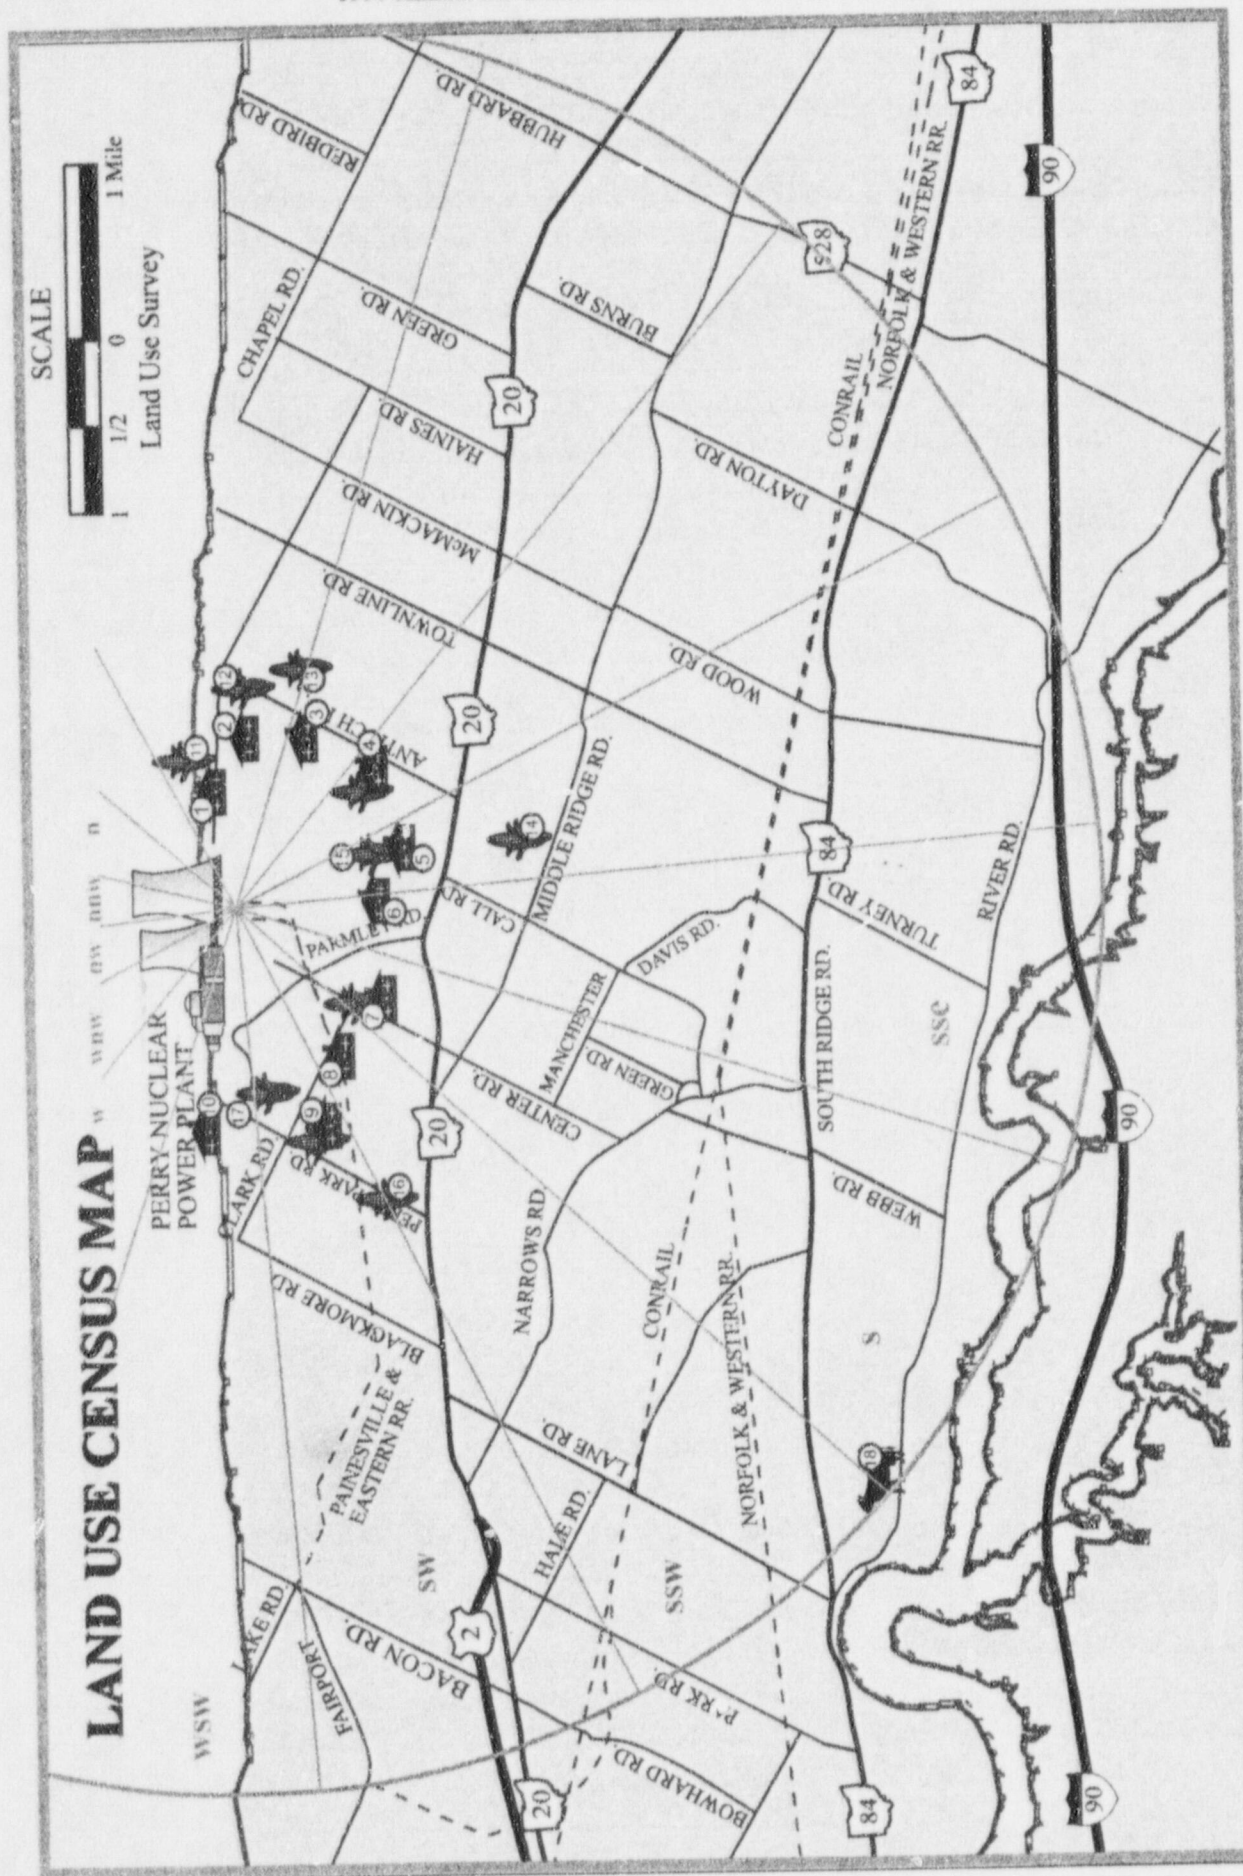 LAND USE CENSUS MAP
SCALE
1 1/2 0 1 Mile
Land Use Survey
PERRY-NUCLEAR
POWER PLANT
w wnw nw nnw n
WSW
SW
SSW
S
sse
LAKE RD.
FAIRPORT
BACON RD.
PAINESVILLE &
EASTERN RR.
BLACKMORE RD.
CLARK RD
PARK RD
PARMLEY RD.
ANTIOCH
TOWNLINE RD.
McMACKIN RD.
HAINES RD.
CHAPEL RD.
GREEN RD.
REDBIRD RD.
HUBBARD RD.
BURNS RD.
DAYTON RD.
WOOD RD.
MIDDLE RIDGE RD.
CALL RD.
DAVIS RD.
MANCHESTER
GREEN RD.
CENTER RD.
NARROWS RD
LANE RD.
HALE RD.
BOWHARD RD.
CONRAIL
NORFOLK & WESTERN RR.
CONRAIL
NORFOLK & WESTERN RR.
SOUTH RIDGE RD.
WEBB RD.
TURNEY RD.
RIVER RD.
1
2
3
4
5
6
7
8
9
10
11
12
13
14
15
16
17
18
2
20
20
20
20
84
84
84
528
90
90
90